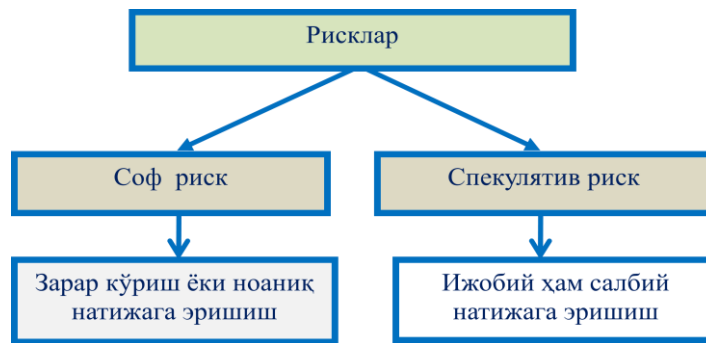 Рисклар
Соф риск
Спекулятив риск
Зарар кўриш ёки ноаниқ
натижага эришиш
Ижобий ҳам салбий
натижага эришиш